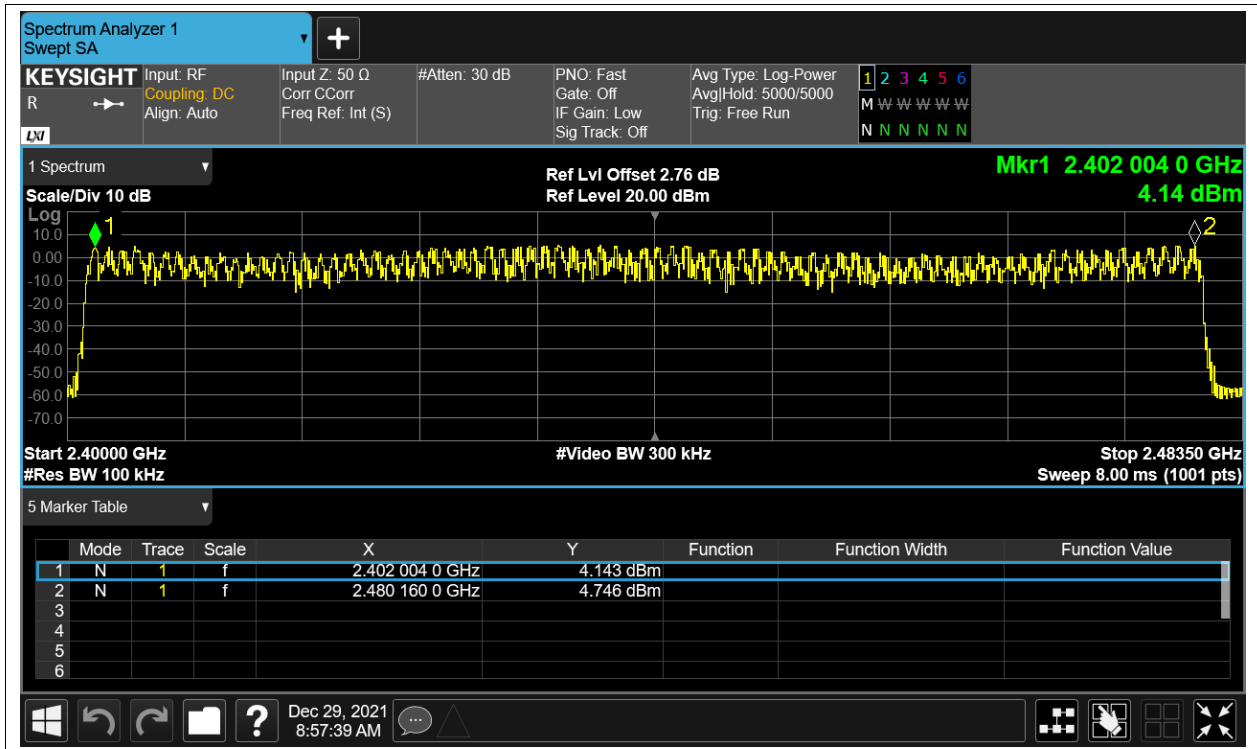 Spectrum Analyzer 1
Swept SA
+
KEYSIGHT
R
LXI
Input: RF
Coupling: DC
Align: Auto
Input Z: 50 Ω
Corr CCorr
Freq Ref: Int (S)
#Atten: 30 dB
PNO: Fast
Gate: Off
IF Gain: Low
Sig Track: Off
Avg Type: Log-Power
Avg|Hold: 5000/5000
Trig: Free Run
1 2 3 4 5 6
M W W W W W
N N N N N N
1 Spectrum
Scale/Div 10 dB
Ref Lvl Offset 2.76 dB
Ref Level 20.00 dBm
Mkr1 2.402 004 0 GHz
4.14 dBm
Log
1
2
10.0
0.00
-10.0
-20.0
-30.0
-40.0
-50.0
-60.0
-70.0
Start 2.40000 GHz
#Res BW 100 kHz
#Video BW 300 kHz
Stop 2.48350 GHz
Sweep 8.00 ms (1001 pts)
5 Marker Table
Mode Trace Scale X Y Function Function Width Function Value
1 N 1 f 2.402 004 0 GHz 4.143 dBm
2 N 1 f 2.480 160 0 GHz 4.746 dBm
3
4
5
6
?
Dec 29, 2021
8:57:39 AM